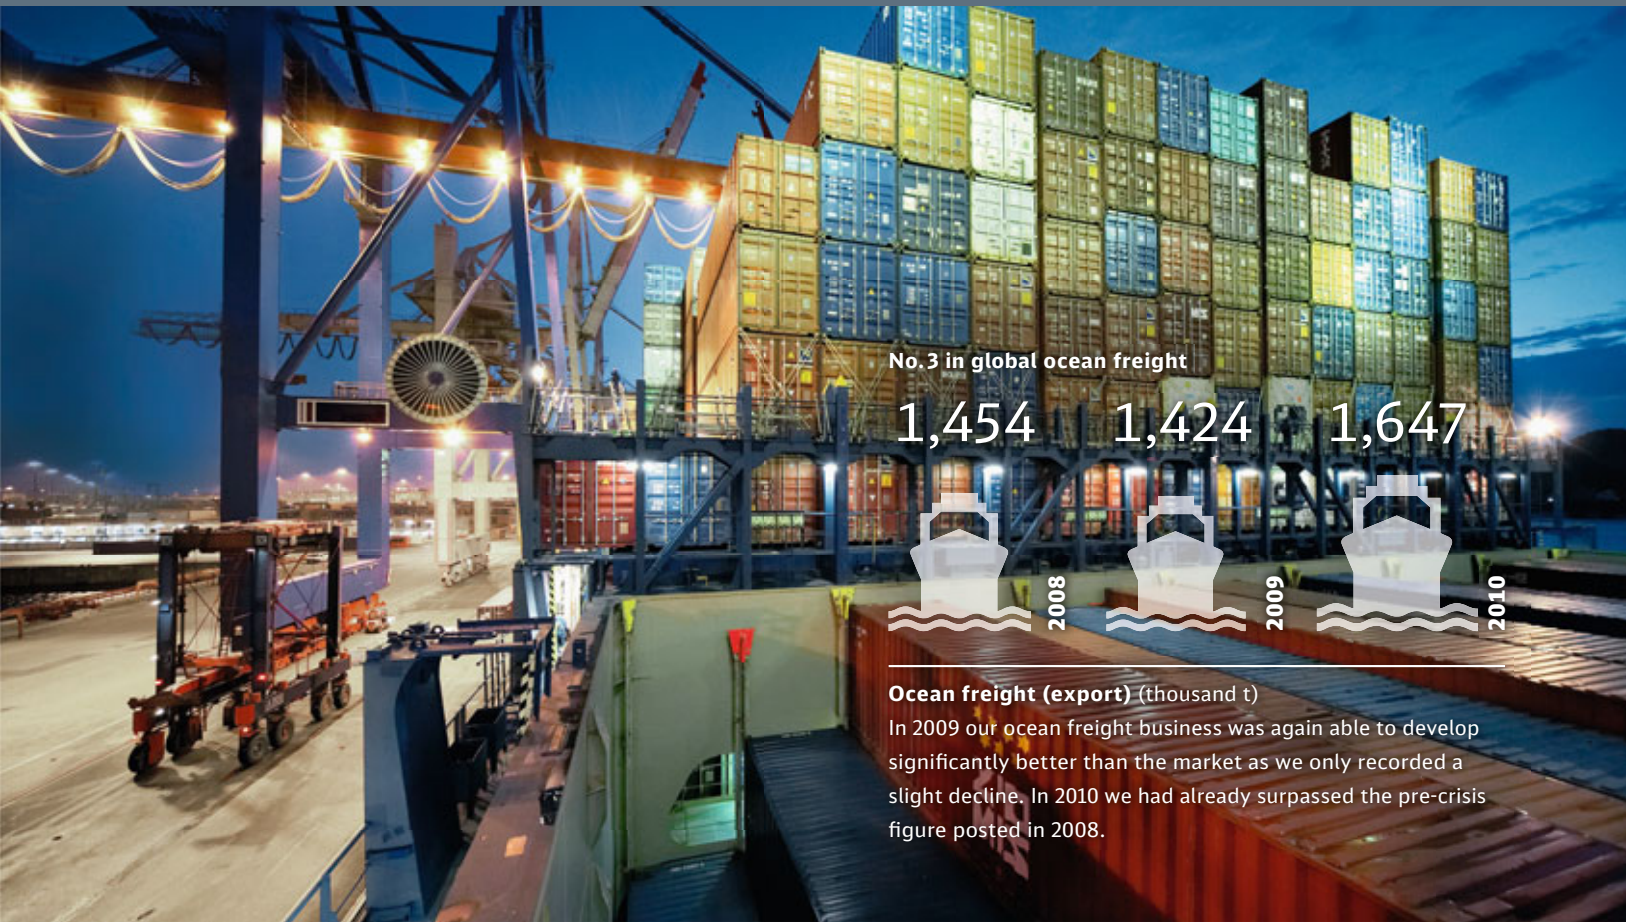 No. 3 in global ocean freight
1,454 1,424 1,647
2008 2009 2010
Ocean freight (export) (thousand t)
In 2009 our ocean freight business was again able to develop
significantly better than the market as we only recorded a
slight decline. In 2010 we had already surpassed the pre-crisis
figure posted in 2008.